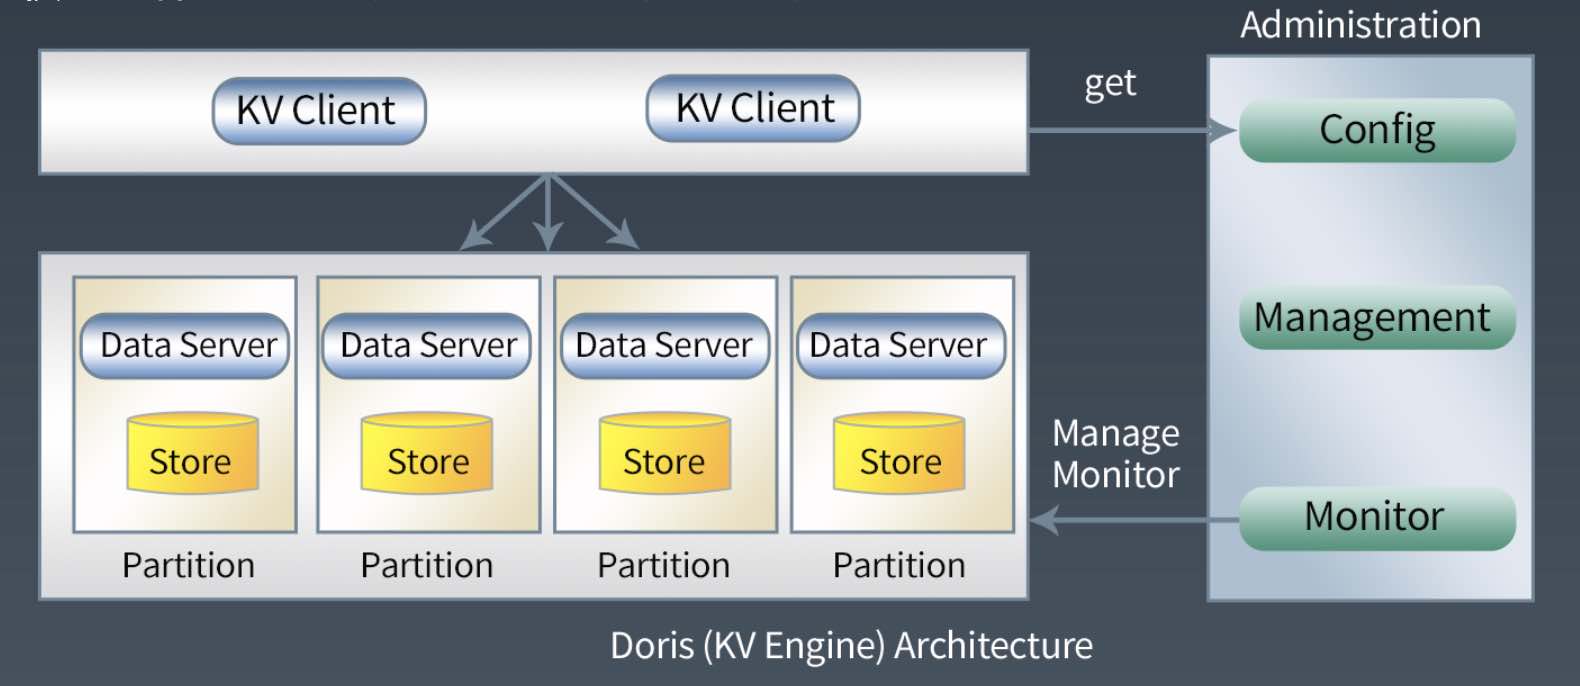 Administration
KV Client
KV Client
get
Config
Management
Data Server
Data Server
Data Server
Data Server
Store
Store
Store
Store
Manage
Monitor
Monitor
Partition
Partition
Partition
Partition
Doris (KV Engine) Architecture